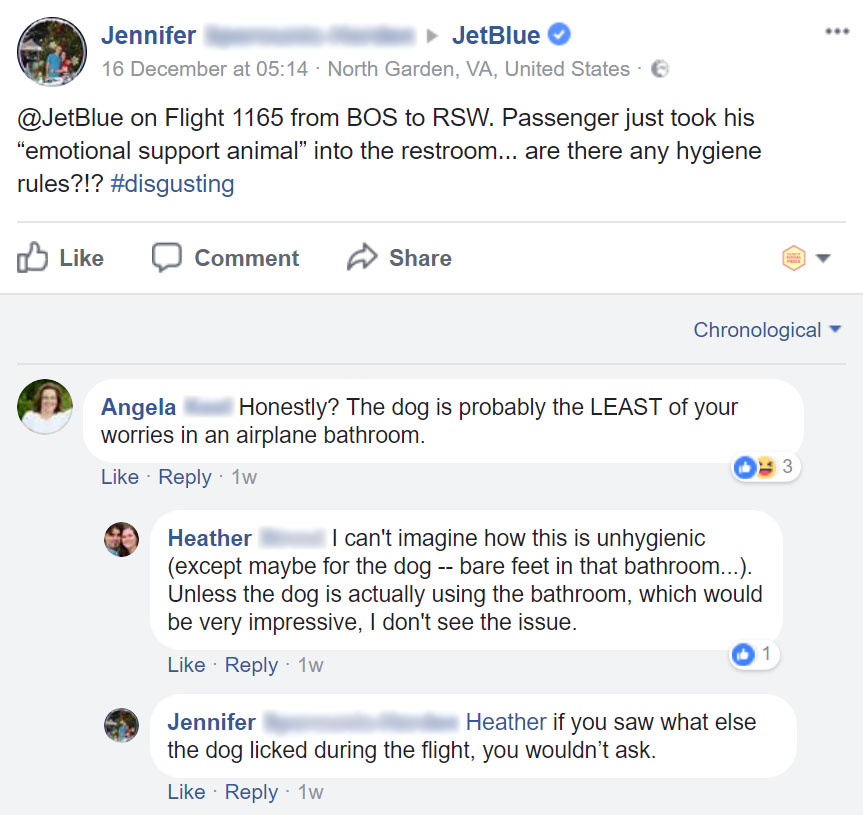 Jennifer JetBlue
16 December at 05:14 · North Garden, VA, United States ·
@JetBlue on Flight 1165 from BOS to RSW. Passenger just took his
“emotional support animal” into the restroom... are there any hygiene
rules?!? #disgusting
Like Comment Share
Chronological
Angela Honestly? The dog is probably the LEAST of your
worries in an airplane bathroom.
Like · Reply · 1w 3
Heather I can't imagine how this is unhygienic
(except maybe for the dog -- bare feet in that bathroom...).
Unless the dog is actually using the bathroom, which would
be very impressive, I don't see the issue.
1
Like · Reply · 1w
Jennifer Heather if you saw what else
the dog licked during the flight, you wouldn’t ask.
Like · Reply · 1w